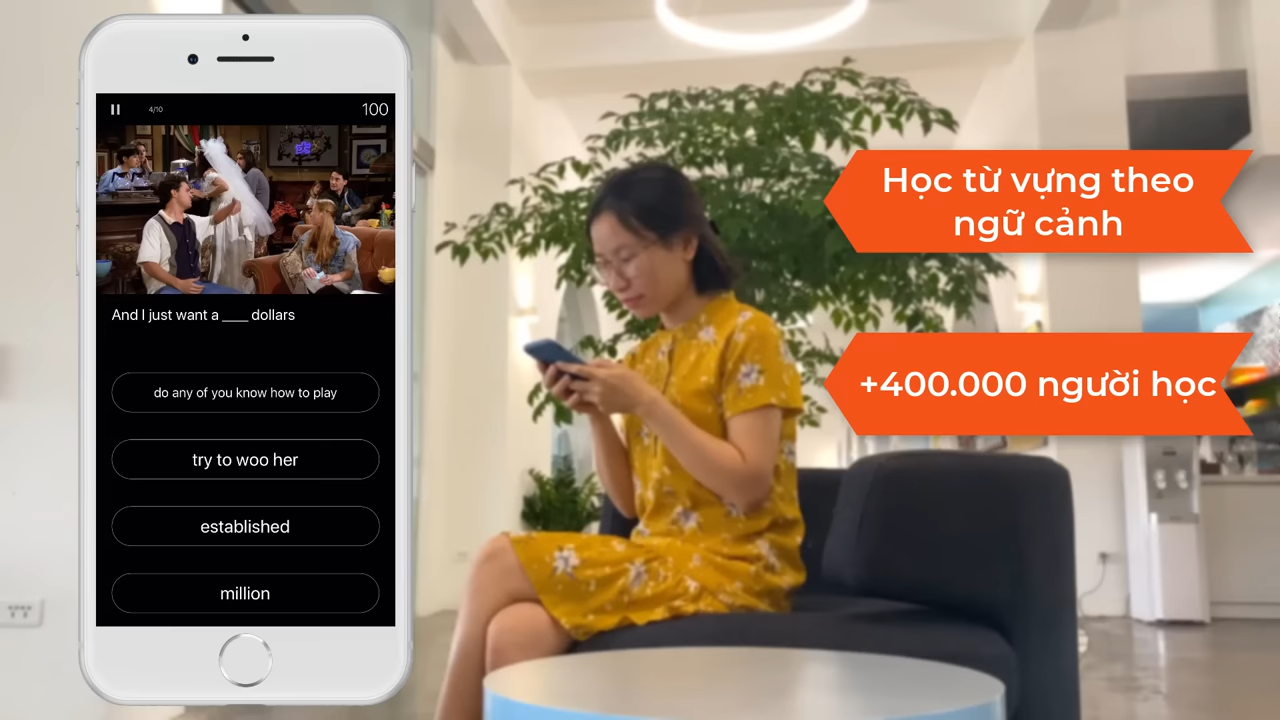 4/10
100
And I just want a ____ dollars
do any of you know how to play
try to woo her
established
million
Học từ vựng theo
ngữ cảnh
+400.000 người học